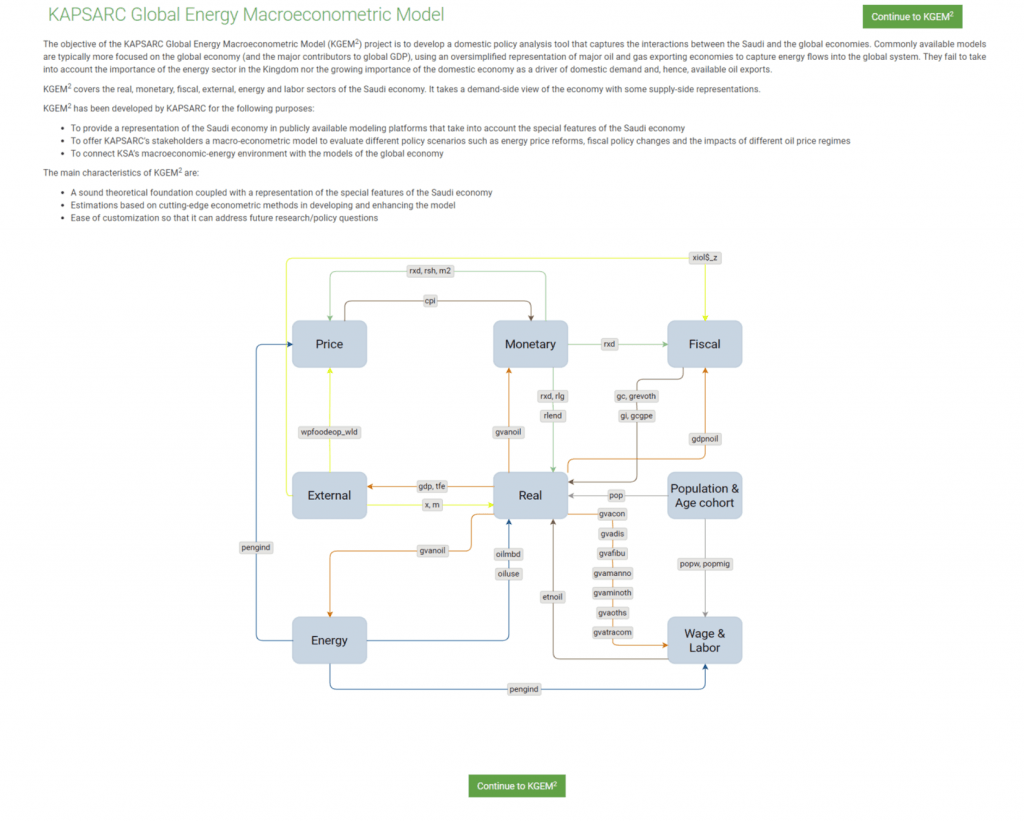 KAPSARC Global Energy Macroeconometric Model
Continue to KGEM²
The objective of the KAPSARC Global Energy Macroeconometric Model (KGEM²) project is to develop a domestic policy analysis tool that captures the interactions between the Saudi and the global economies. Commonly available models
are typically more focused on the global economy (and the major contributors to global GDP), using an oversimplified representation of major oil and gas exporting economies to capture energy flows into the global system. They fail to take
into account the importance of the energy sector in the Kingdom nor the growing importance of the domestic economy as a driver of domestic demand and, hence, available oil exports.
KGEM² covers the real, monetary, fiscal, external, energy and labor sectors of the Saudi economy. It takes a demand-side view of the economy with some supply-side representations.
KGEM² has been developed by KAPSARC for the following purposes:
• To provide a representation of the Saudi economy in publicly available modeling platforms that take into account the special features of the Saudi economy
• To offer KAPSARC's stakeholders a macro-econometric model to evaluate different policy scenarios such as energy price reforms, fiscal policy changes and the impacts of different oil price regimes
• To connect KSA's macroeconomic-energy environment with the models of the global economy
The main characteristics of KGEM² are:
• A sound theoretical foundation coupled with a representation of the special features of the Saudi economy
• Estimations based on cutting-edge econometric methods in developing and enhancing the model
• Ease of customization so that it can address future research/policy questions
xiol$_z
rxd, rsh, m2
cpi
Price
Monetary
rxd
Fiscal
rxd, rlg
gc, grevoth
rlend
gi, gcgpe
wpfoodeop_wld
gvanoil
gdpnoil
External
gdp, tfe
x, m
Real
pop
Population &
Age cohort
gvacon
gvadis
pengind
gvanoil
oilmbd
gvafibu
popw, popmig
oiluse
gvamanno
etnoil
gvaminoth
gvaoths
gvatracom
Energy
Wage &
Labor
pengind
Continue to KGEM²